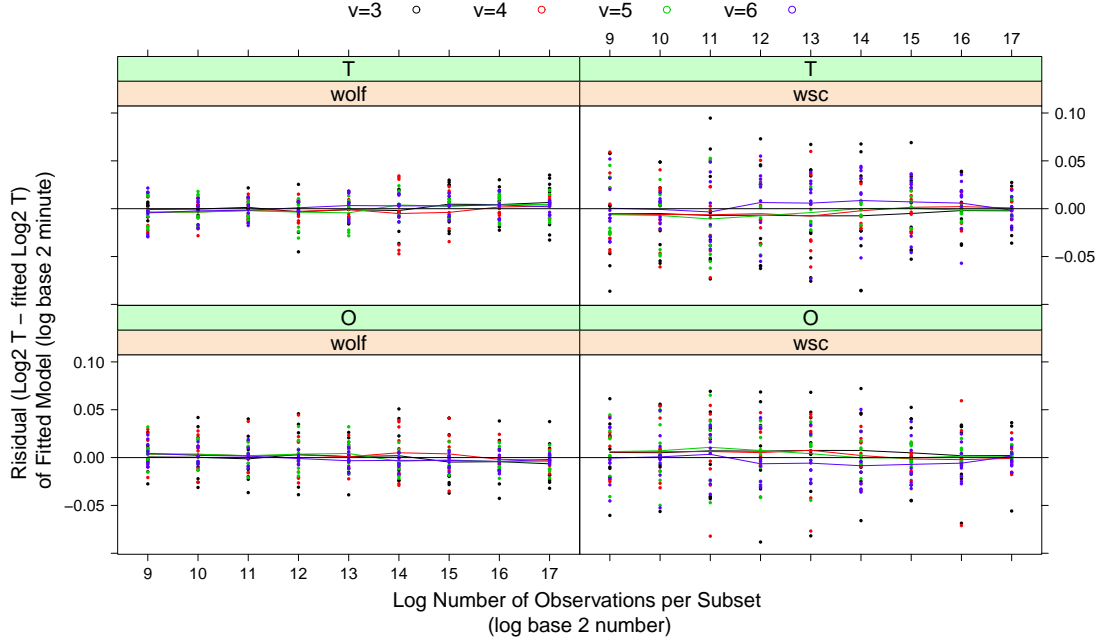 v=3 v=4 v=5 v=6
9 10 11 12 13 14 15 16 17
T T
wolf wsc
0.10
0.05
0.00
−0.05
O O
wolf wsc
0.10
0.05
0.00
−0.05
9 10 11 12 13 14 15 16 17
Risidual (Log2 T − fitted Log2 T)
of Fitted Model (log base 2 minute)
Log Number of Observations per Subset
(log base 2 number)